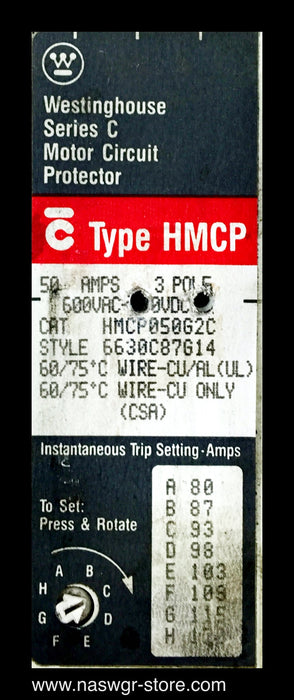 Westinghouse
Series C
Motor Circuit
Protector
C Type HMCP
50 AMPS 3 POLE
600VAC-
CAT HMCP050G2C
STYLE 6630C87G14
60/75°C WIRE-CU/AL(UL)
60/75°C WIRE-CU ONLY
(CSA)
Instantaneous Trip Setting-Amps
To Set:
Press & Rotate
A B C D E F G H
A 80
B 87
C 93
D 98
E 103
F 109
G 115
H
www.naswgr-store.com